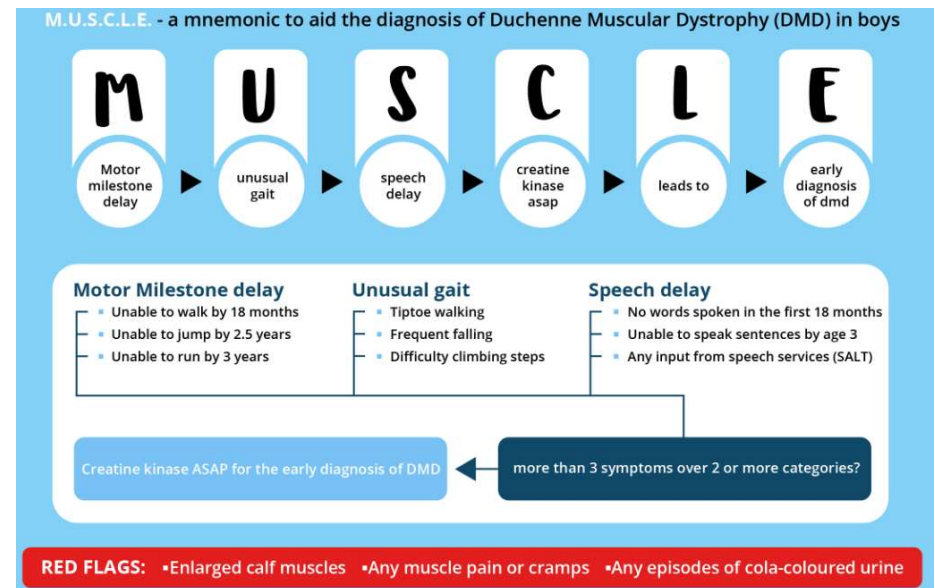 M.U.S.C.L.E. - a mnemonic to aid the diagnosis of Duchenne Muscular Dystrophy (DMD) in boys
M U S C L E
Motor
milestone
delay
unusual
gait
speech
delay
creatine
kinase
asap
leads to
early
diagnosis
of dmd
Motor Milestone delay
▪ Unable to walk by 18 months
▪ Unable to jump by 2.5 years
▪ Unable to run by 3 years
Unusual gait
▪ Tiptoe walking
▪ Frequent falling
▪ Difficulty climbing steps
Speech delay
▪ No words spoken in the first 18 months
▪ Unable to speak sentences by age 3
▪ Any input from speech services (SALT)
Creatine kinase ASAP for the early diagnosis of DMD
more than 3 symptoms over 2 or more categories?
RED FLAGS: ▪Enlarged calf muscles ▪Any muscle pain or cramps ▪Any episodes of cola-coloured urine